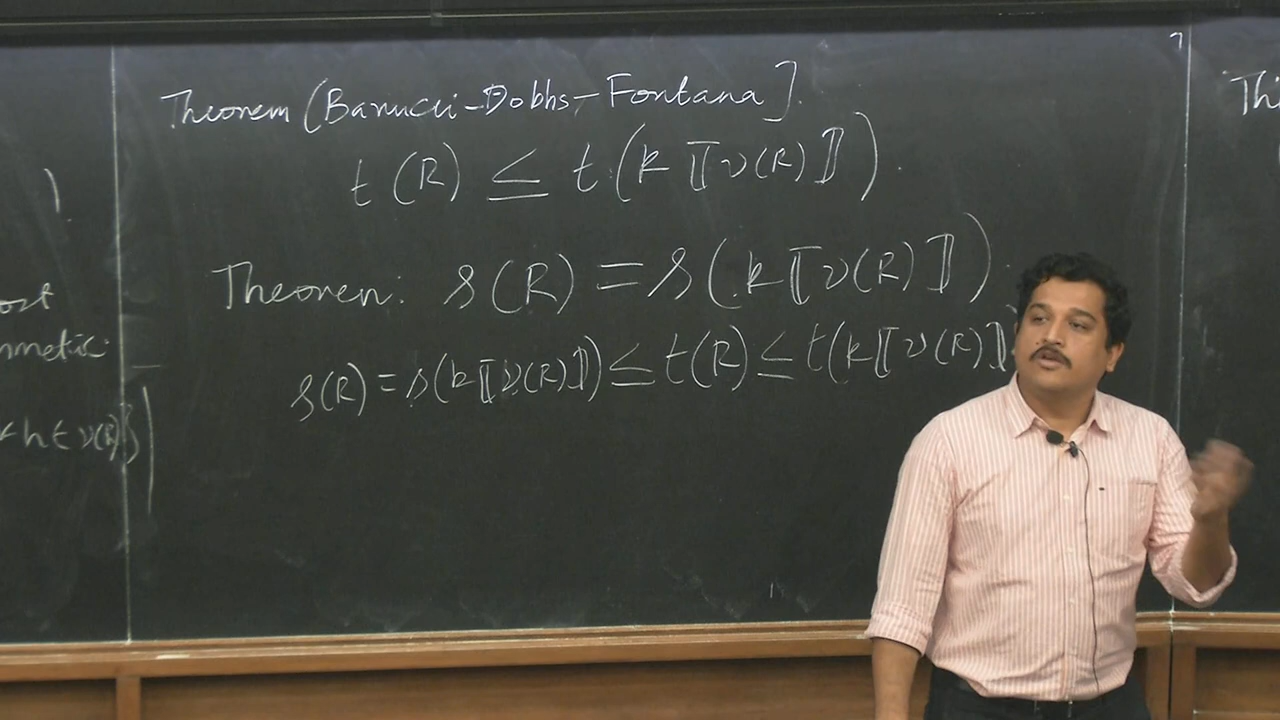 Theorem (Barucci-Dobbs-Fontana].
t(R) ≤ t(k⟦ν(R)⟧).
Theorem: s(R) = s(k⟦ν(R)⟧).
s(R) = s(k⟦ν(R)⟧) ≤ t(R) ≤ t(k⟦ν(R)⟧)